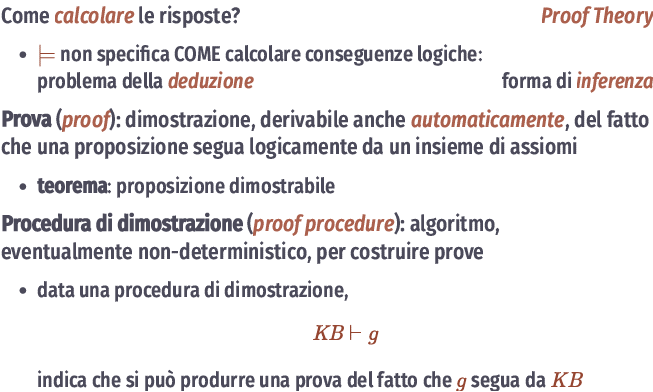 Come calcolare le risposte? Proof Theory
• ⊨ non specifica COME calcolare conseguenze logiche:
problema della deduzione forma di inferenza
Prova (proof): dimostrazione, derivabile anche automaticamente, del fatto
che una proposizione segua logicamente da un insieme di assiomi
• teorema: proposizione dimostrabile
Procedura di dimostrazione (proof procedure): algoritmo,
eventualmente non-deterministico, per costruire prove
• data una procedura di dimostrazione,
KB ⊢ g
indica che si può produrre una prova del fatto che g segua da KB